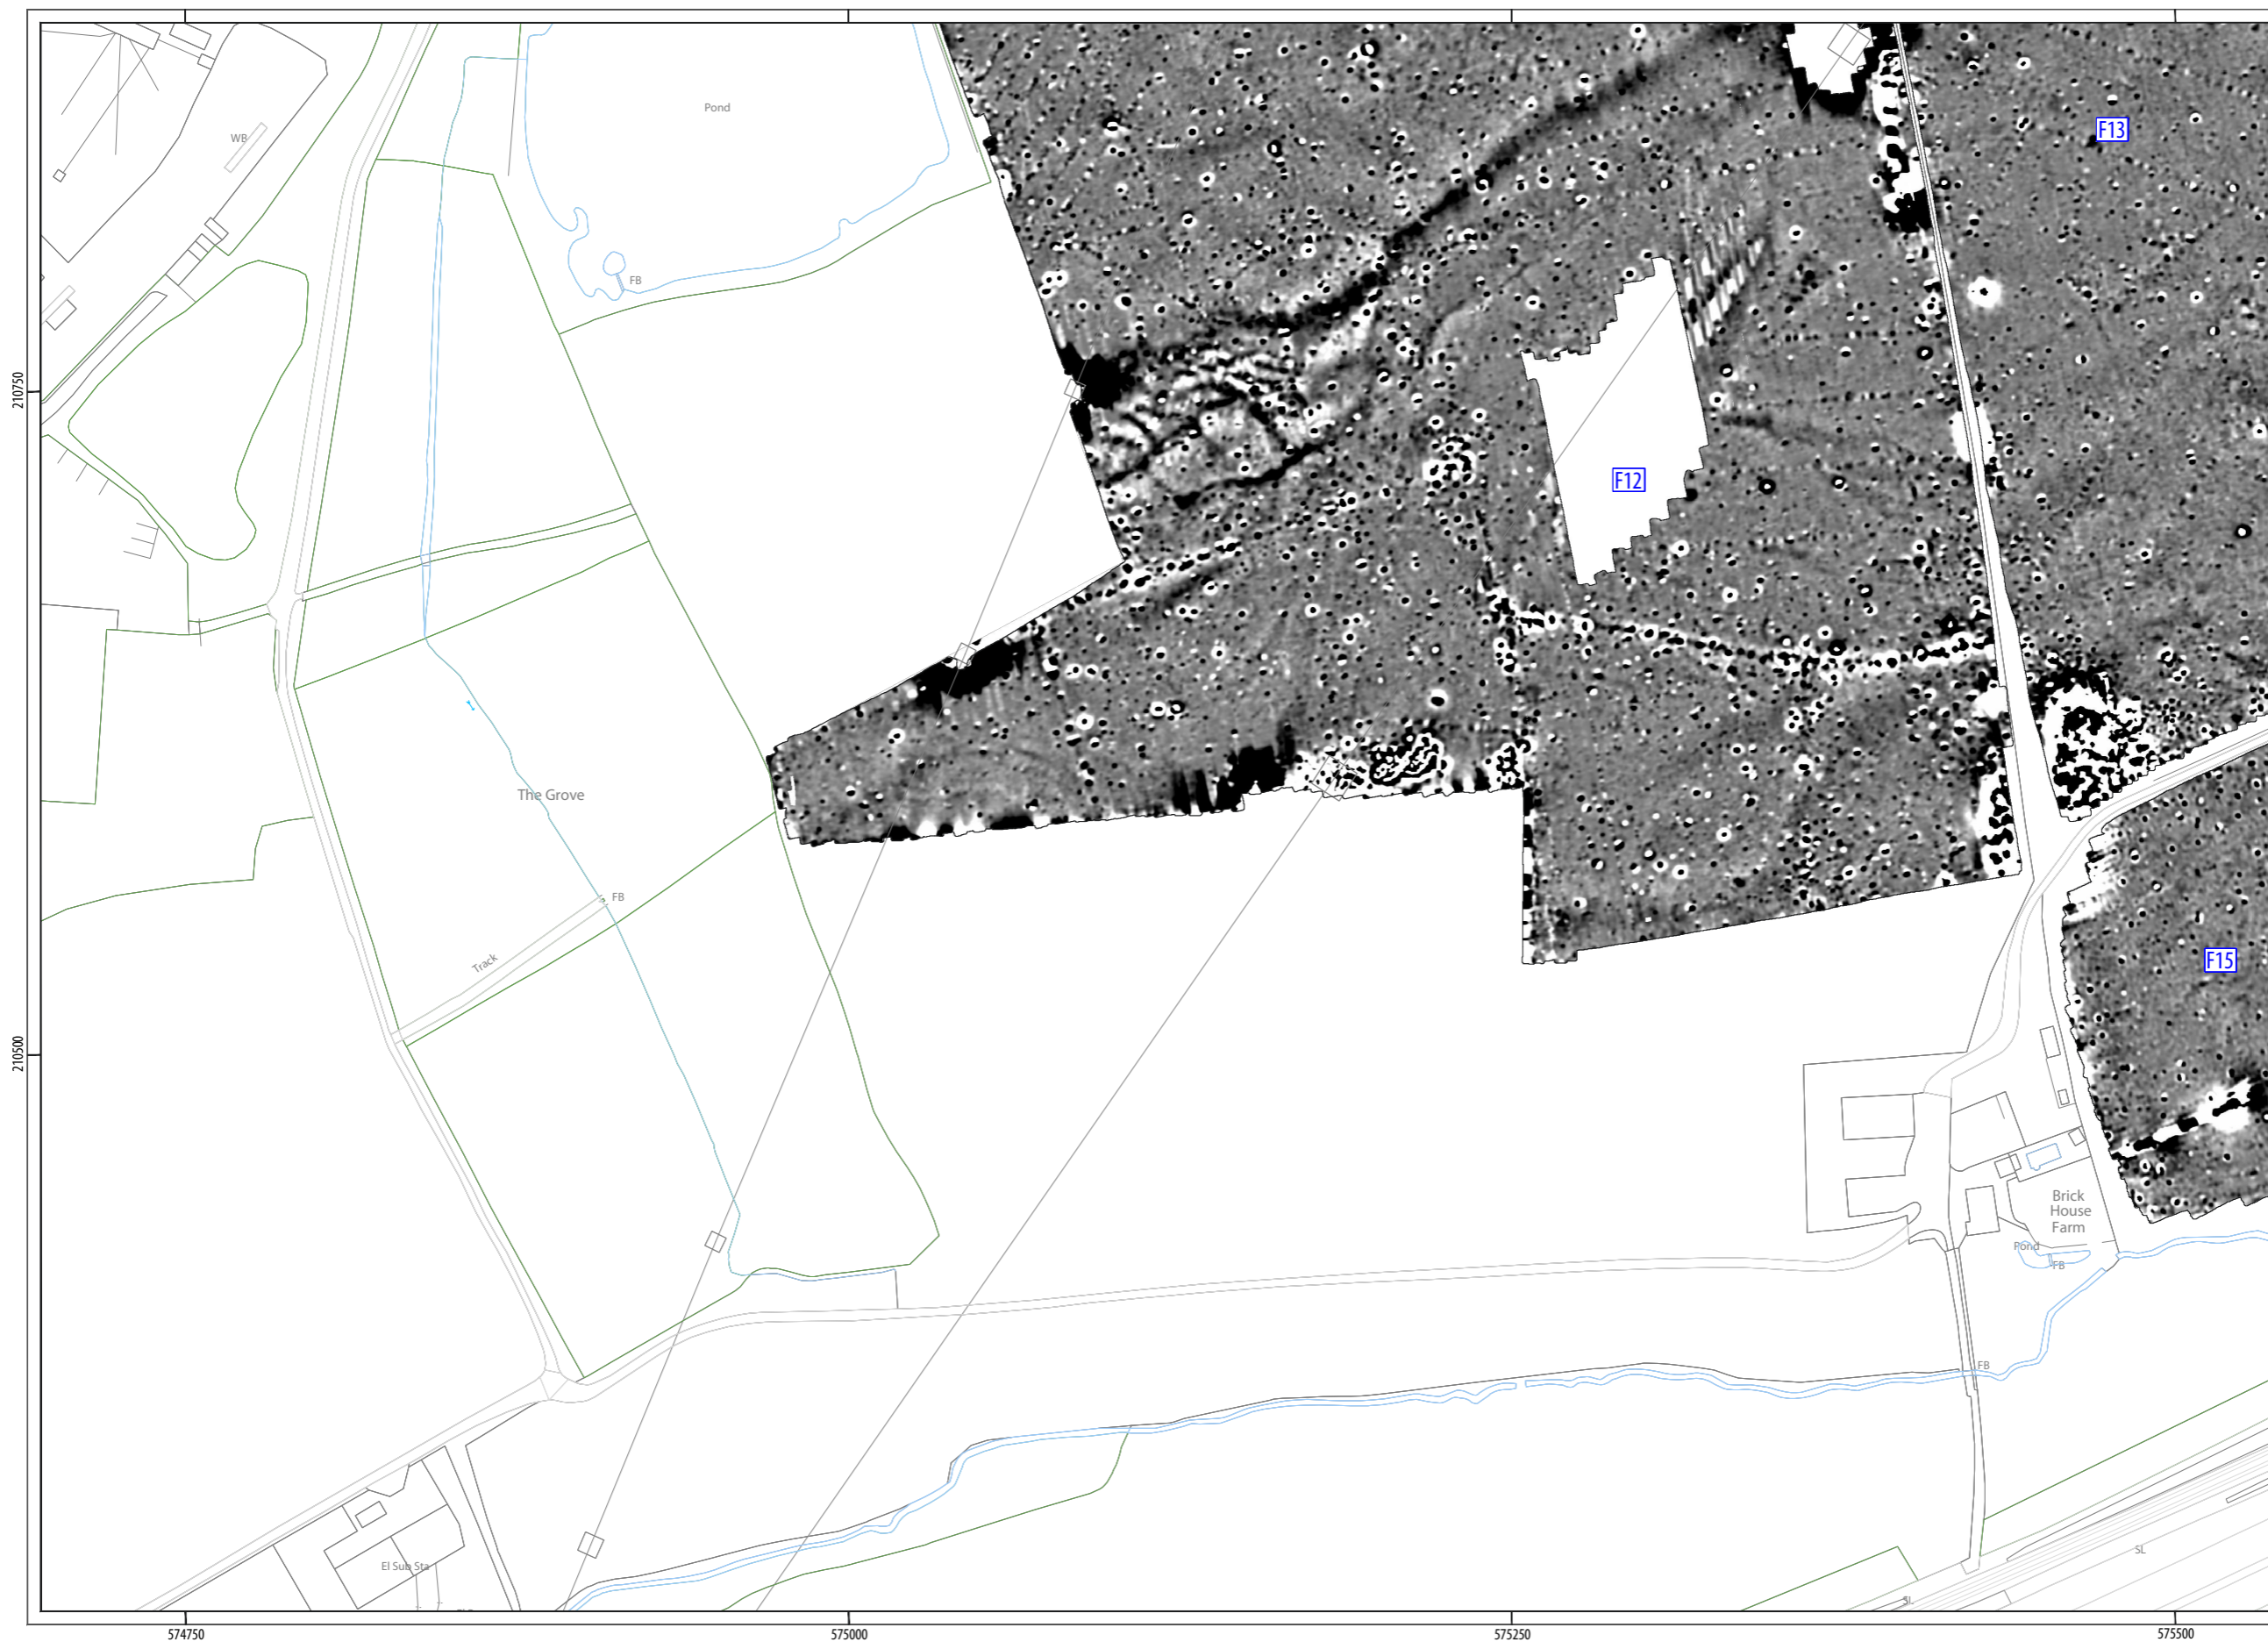 Pond
WB
F13
FB
210750
F12
The Grove
FB
Track
F15
210500
Brick
House
Farm
Pond
FB
FB
El Sub Sta
SL
SL
574750
575000
575250
575500